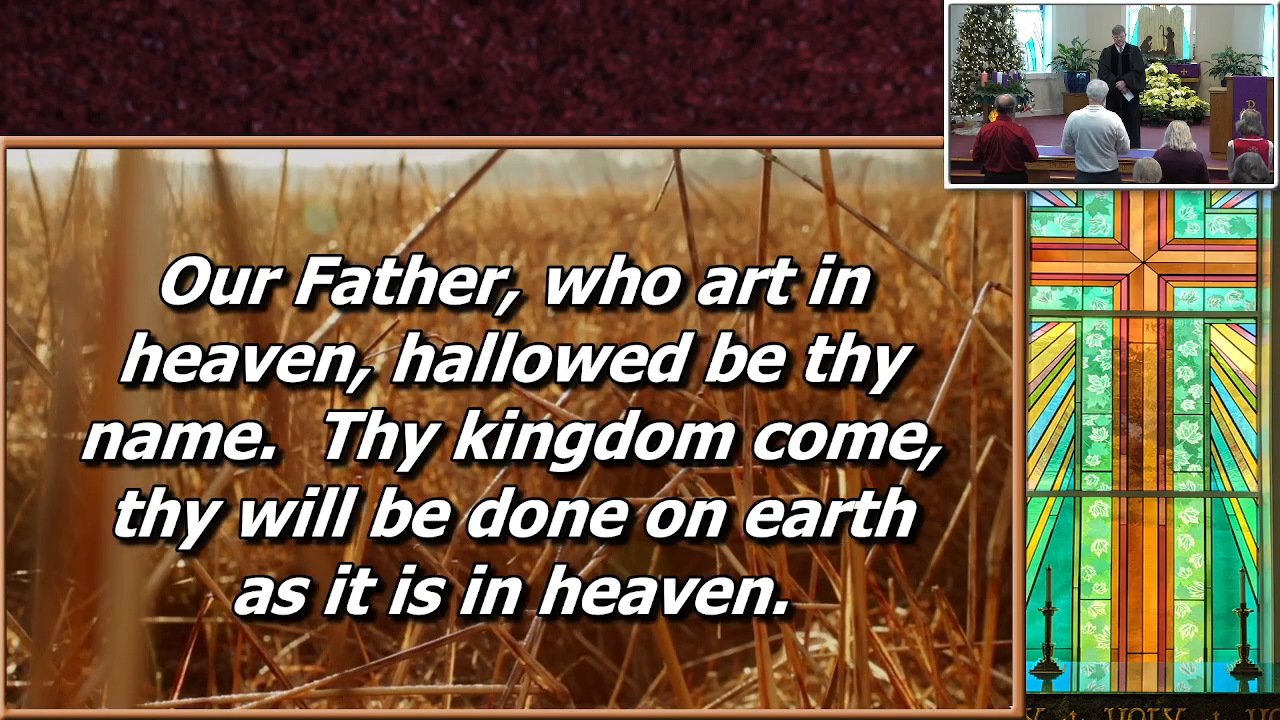 Our Father, who art in
heaven, hallowed be thy
name. Thy kingdom come,
thy will be done on earth
as it is in heaven.
HOLY